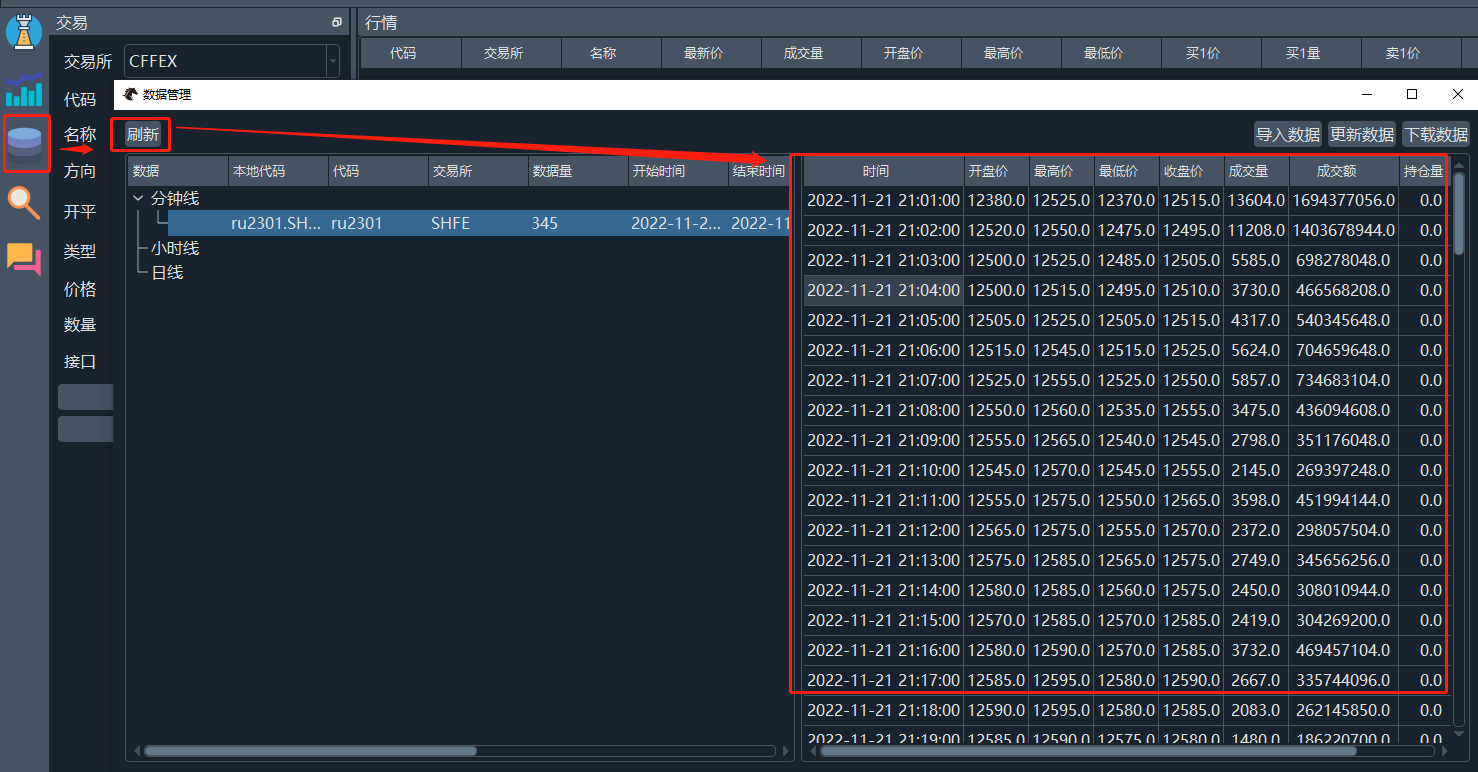 交易
行情
交易所 CFFEX
代码 交易所 名称 最新价 成交量 开盘价 最高价 最低价 买1价 买1量 卖1价
代码
名称
方向
开平
类型
价格
数量
接口
数据管理
刷新 导入数据 更新数据 下载数据
数据 本地代码 代码 交易所 数据量 开始时间 结束时间
分钟线
ru2301.SH... ru2301 SHFE 345 2022-11-2... 2022-11
小时线
日线
时间 开盘价 最高价 最低价 收盘价 成交量 成交额 持仓量
2022-11-21 21:01:00 12380.0 12525.0 12370.0 12515.0 13604.0 1694377056.0 0.0
2022-11-21 21:02:00 12520.0 12550.0 12475.0 12495.0 11208.0 1403678944.0 0.0
2022-11-21 21:03:00 12500.0 12525.0 12485.0 12505.0 5585.0 698278048.0 0.0
2022-11-21 21:04:00 12500.0 12515.0 12495.0 12510.0 3730.0 466568208.0 0.0
2022-11-21 21:05:00 12505.0 12525.0 12505.0 12515.0 4317.0 540345648.0 0.0
2022-11-21 21:06:00 12515.0 12545.0 12515.0 12525.0 5624.0 704659648.0 0.0
2022-11-21 21:07:00 12525.0 12555.0 12525.0 12550.0 5857.0 734683104.0 0.0
2022-11-21 21:08:00 12550.0 12560.0 12535.0 12555.0 3475.0 436094608.0 0.0
2022-11-21 21:09:00 12555.0 12565.0 12540.0 12545.0 2798.0 351176048.0 0.0
2022-11-21 21:10:00 12545.0 12570.0 12545.0 12555.0 2145.0 269397248.0 0.0
2022-11-21 21:11:00 12555.0 12575.0 12550.0 12565.0 3598.0 451994144.0 0.0
2022-11-21 21:12:00 12565.0 12575.0 12555.0 12570.0 2372.0 298057504.0 0.0
2022-11-21 21:13:00 12575.0 12585.0 12565.0 12575.0 2749.0 345656256.0 0.0
2022-11-21 21:14:00 12580.0 12585.0 12560.0 12575.0 2450.0 308010944.0 0.0
2022-11-21 21:15:00 12570.0 12585.0 12570.0 12585.0 2419.0 304269200.0 0.0
2022-11-21 21:16:00 12580.0 12590.0 12570.0 12585.0 3732.0 469457104.0 0.0
2022-11-21 21:17:00 12585.0 12595.0 12580.0 12590.0 2667.0 335744096.0 0.0
2022-11-21 21:18:00 12590.0 12595.0 12580.0 12585.0 2083.0 262145850.0 0.0
2022-11-21 21:19:00 12585.0 12590.0 12575.0 12580.0 1480.0 186220700.0 0.0